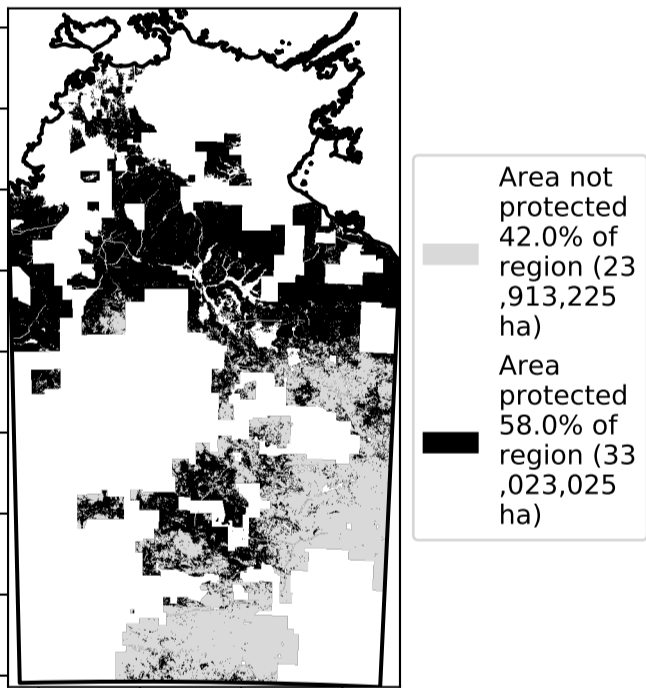 Area not
protected
42.0% of
region (23
,913,225
ha)
Area
protected
58.0% of
region (33
,023,025
ha)